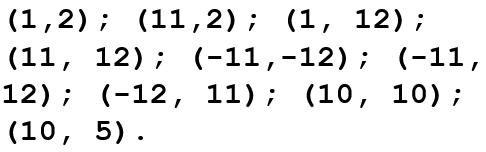 (1,2); (11,2); (1, 12);
(11, 12); (-11,-12); (-11,
12); (-12, 11); (10, 10);
(10, 5).